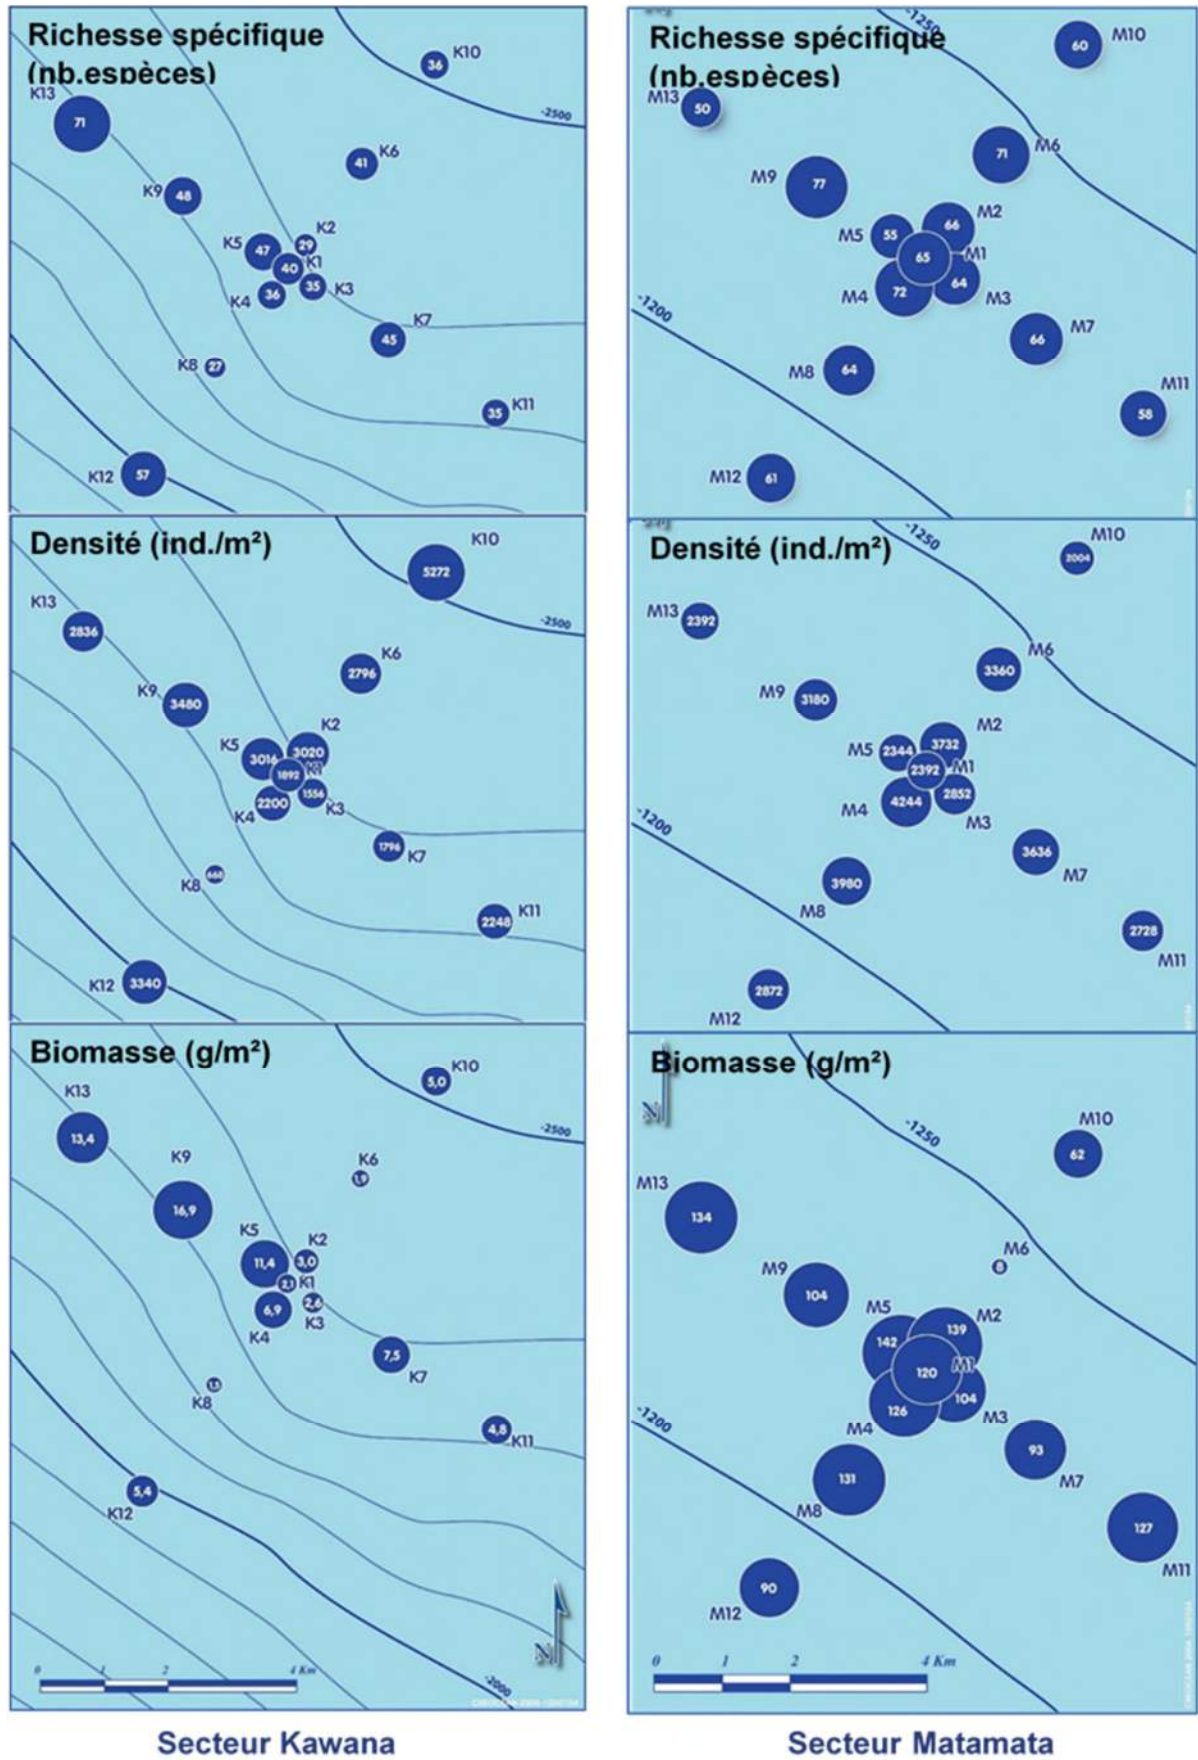 Richesse spécifique
(nb.espèces)
K10
36
-2500
K13
71
K6
41
K9
48
K5
47
K2
29
K1
40
K3
35
K4
36
K7
45
K8
27
K11
35
K12
57
Densité (ind./m²)
K10
5272
-2500
K13
2836
K6
2796
K9
3480
K5
3016
K2
3020
K1
1892
K3
1556
K4
2200
K7
1796
K8
668
K11
2248
K12
3340
Biomasse (g/m²)
K10
5,0
-2500
K13
13,4
K9
16,9
K6
1,9
K5
11,4
K2
3,0
K1
2,1
K3
2,6
K4
6,9
K7
7,5
K8
1,5
K11
4,8
K12
5,4
N
0 1 2 4 Km
-2000
Secteur Kawana
Richesse spécifique
(nb.espèces)
-1250
M10
60
M13
50
M6
71
M9
77
M2
66
M5
55
M1
65
M3
64
M4
72
M7
66
-1200
M8
64
M11
58
M12
61
Densité (ind./m²)
-1250
M10
2004
M13
2392
M6
3360
M9
3180
M2
3732
M5
2344
M1
2392
M3
2852
M4
4244
M7
3636
-1200
M8
3980
M11
2728
M12
2872
Biomasse (g/m²)
N
-1250
M10
62
M13
134
M6
8
M9
104
M5
142
M2
139
M1
120
M3
104
M4
126
M7
93
-1200
M8
131
M11
127
M12
90
0 1 2 4 Km
Secteur Matamata